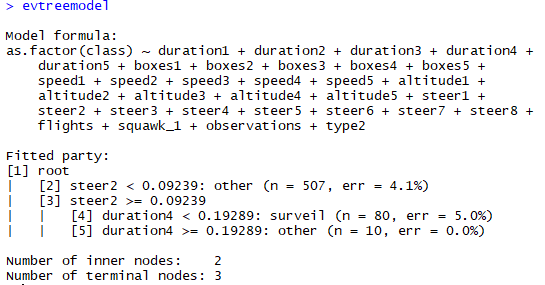 > evtreemodel
Model formula:
as.factor(class) ~ duration1 + duration2 + duration3 + duration4 +
    duration5 + boxes1 + boxes2 + boxes3 + boxes4 + boxes5 +
    speed1 + speed2 + speed3 + speed4 + speed5 + altitude1 +
    altitude2 + altitude3 + altitude4 + altitude5 + steer1 +
    steer2 + steer3 + steer4 + steer5 + steer6 + steer7 + steer8 +
    flights + squawk_1 + observations + type2
Fitted party:
[1] root
|   [2] steer2 < 0.09239: other (n = 507, err = 4.1%)
|   [3] steer2 >= 0.09239
|   |   [4] duration4 < 0.19289: surveil (n = 80, err = 5.0%)
|   |   [5] duration4 >= 0.19289: other (n = 10, err = 0.0%)
Number of inner nodes:    2
Number of terminal nodes: 3